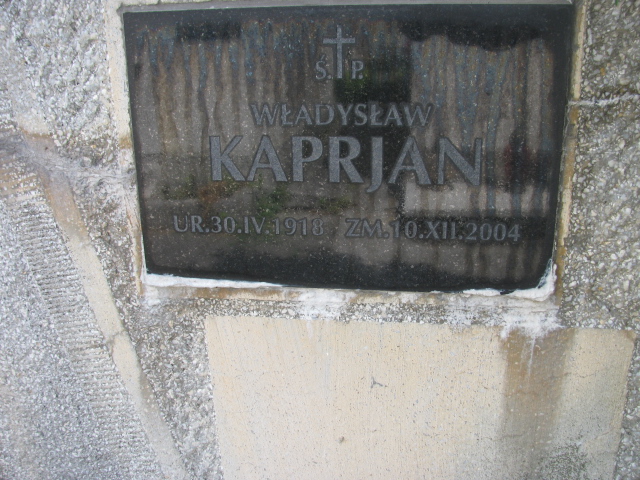 Ś.P.
WŁADYSŁAW
KAPRJAN
UR.30.IV.1918 ZM.10.XII.2004